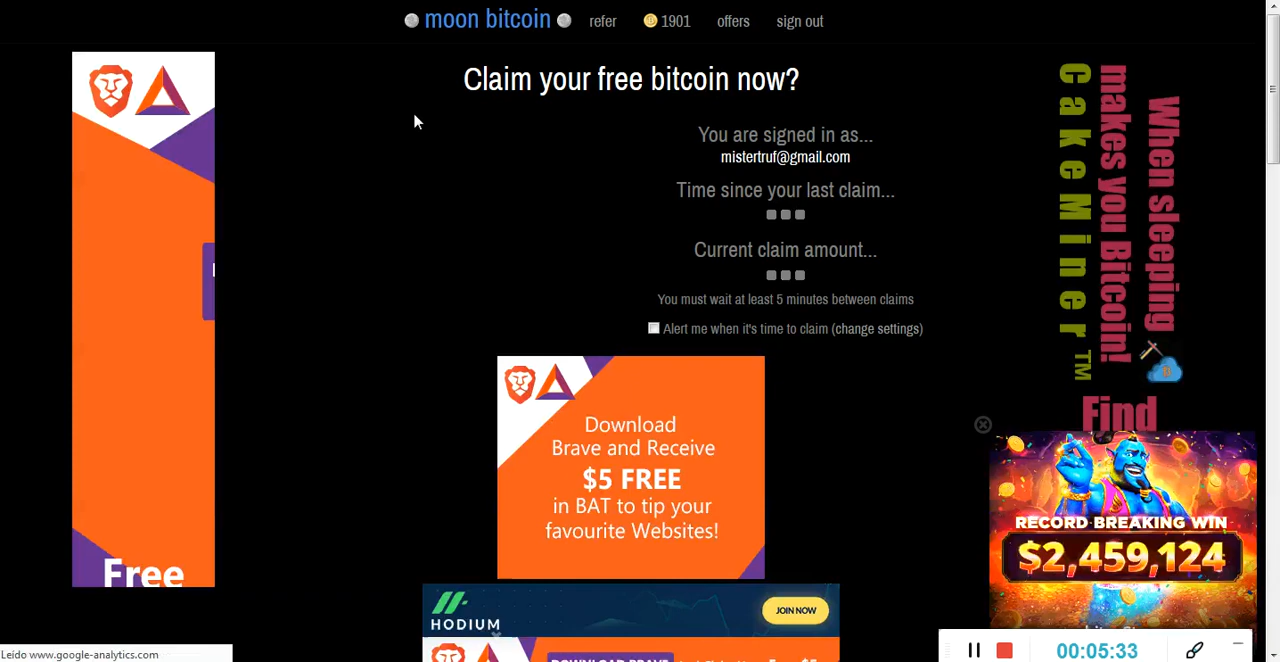 moon bitcoin refer 1901 offers sign out
Claim your free bitcoin now?
You are signed in as...
mistertruf@gmail.com
Time since your last claim...
Current claim amount...
You must wait at least 5 minutes between claims
Alert me when it's time to claim (change settings)
Free
Download
Brave and Receive
$5 FREE
in BAT to tip your
favourite Websites!
HODIUM
JOIN NOW
DOWNLOAD BRAVE
When sleeping
makes you Bitcoin!
CakeMiner™
Find
RECORD BREAKING WIN
$2,459,124
Leído www.google-analytics.com
00:05:33